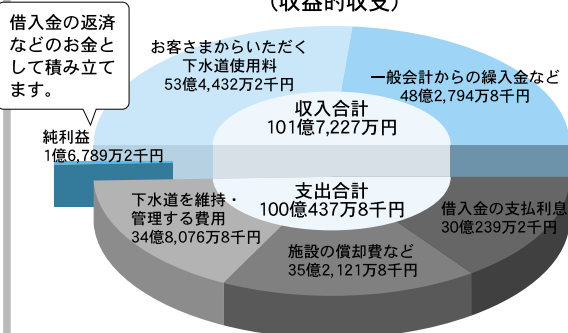 (収益的収支)
借入金の返済
などのお金と
して積み立て
ます。
お客さまからいただく
下水道使用料
53億4,432万2千円
一般会計からの繰入金など
48億2,794万8千円
収入合計
101億7,227万円
純利益
1億6,789万2千円
支出合計
100億437万8千円
下水道を維持・
管理する費用
34億8,076万8千円
施設の償却費など
35億2,121万8千円
借入金の支払利息
30億239万2千円